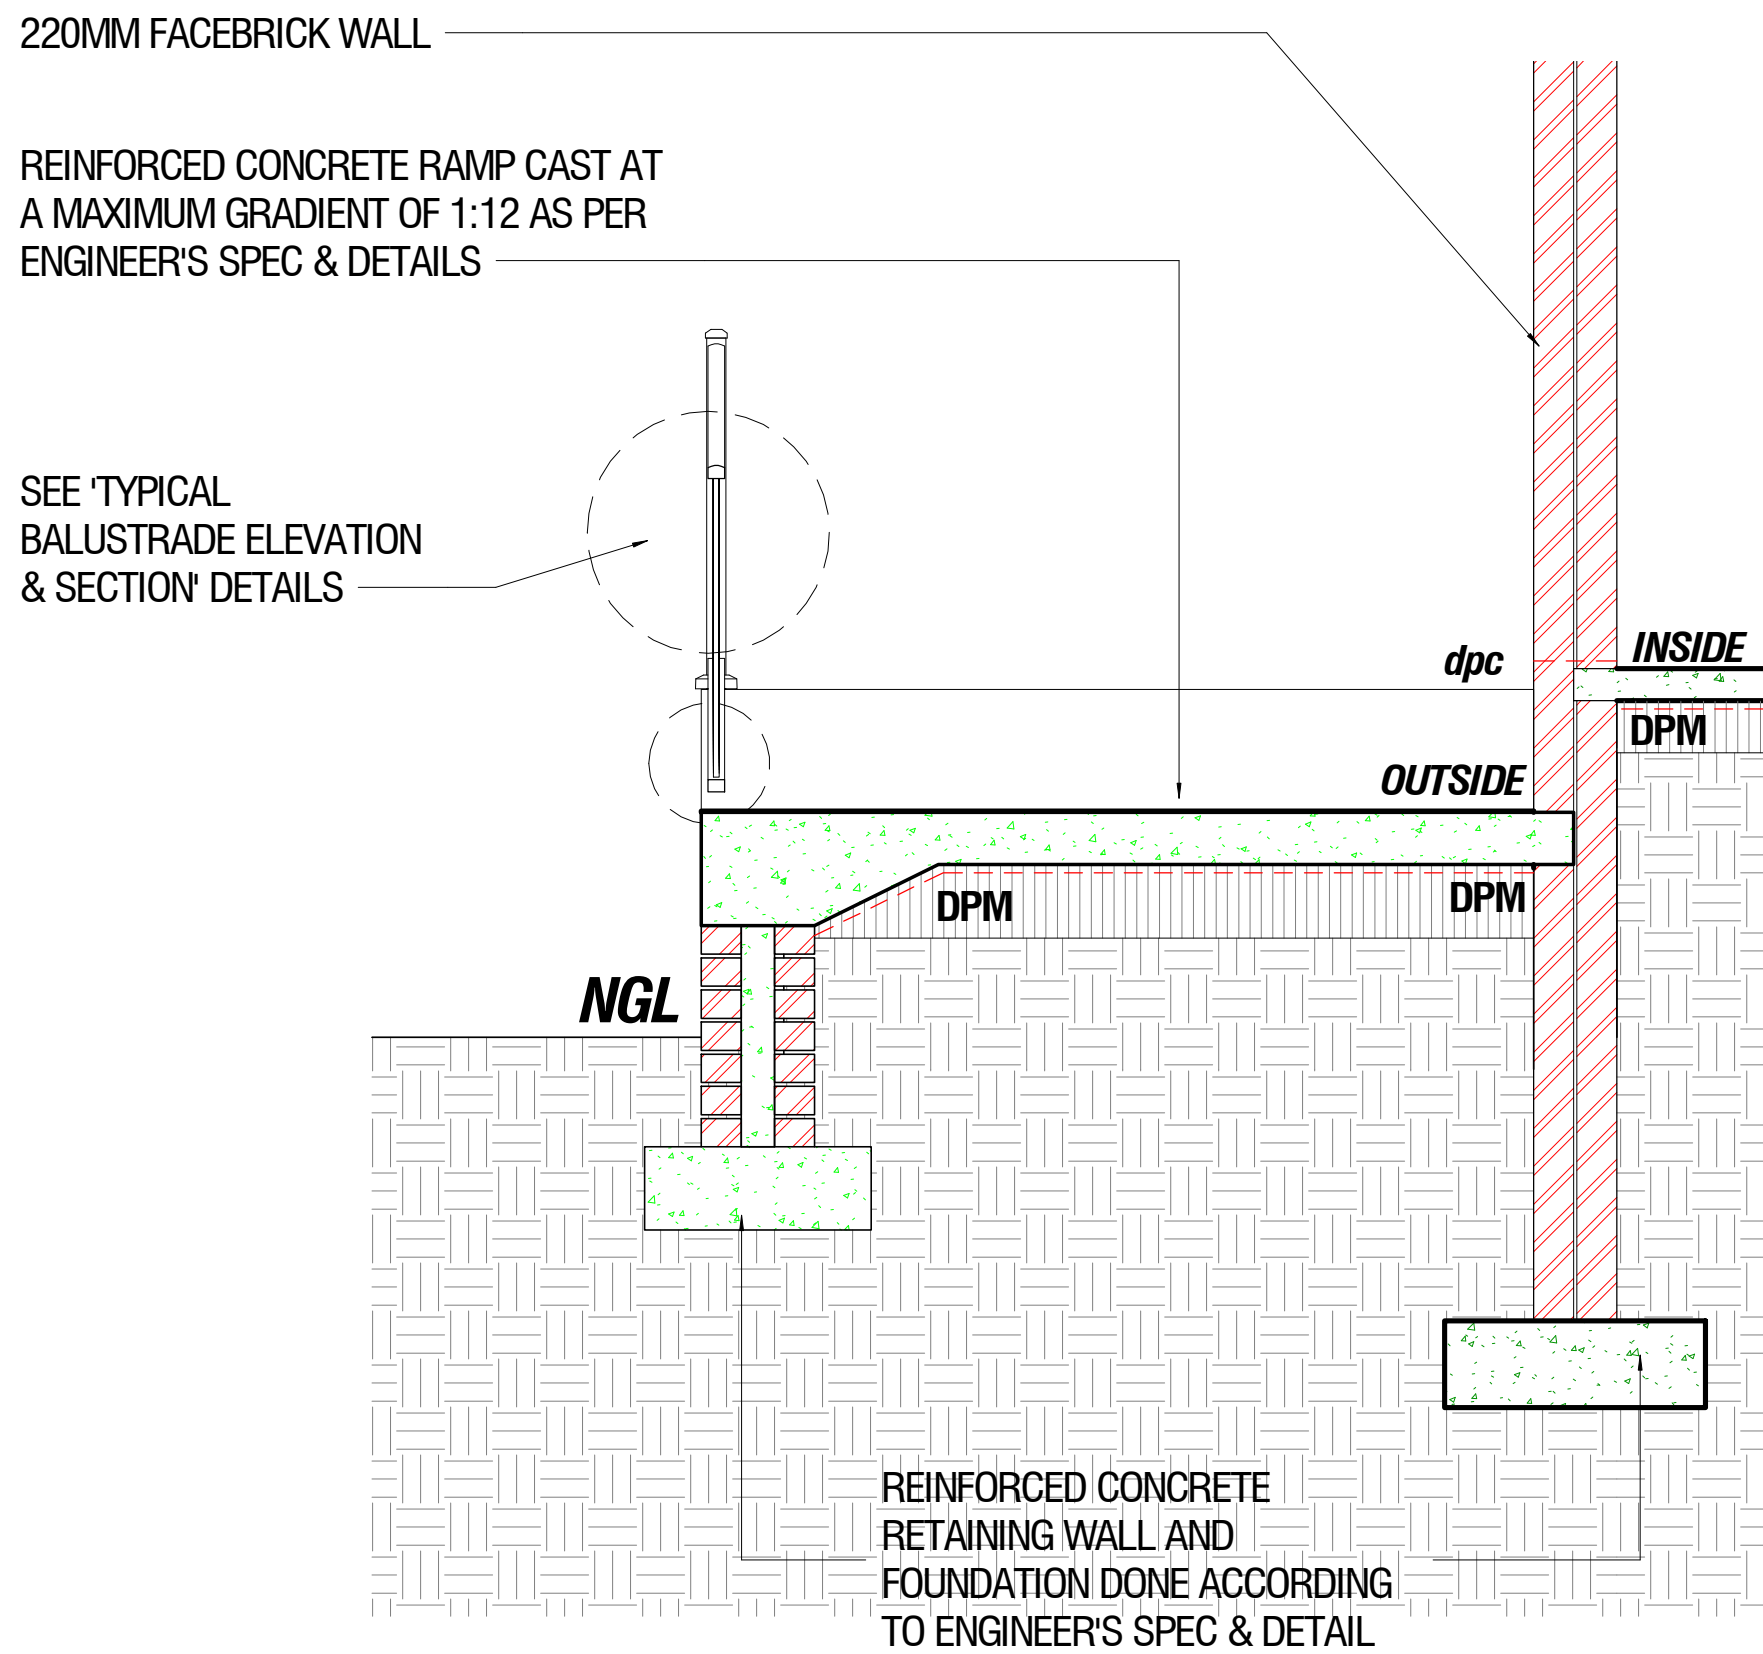 220MM FACEBRICK WALL
REINFORCED CONCRETE RAMP CAST AT
A MAXIMUM GRADIENT OF 1:12 AS PER
ENGINEER'S SPEC & DETAILS
SEE 'TYPICAL
BALUSTRADE ELEVATION
& SECTION' DETAILS
dpc
INSIDE
DPM
OUTSIDE
DPM
DPM
NGL
REINFORCED CONCRETE
RETAINING WALL AND
FOUNDATION DONE ACCORDING
TO ENGINEER'S SPEC & DETAIL